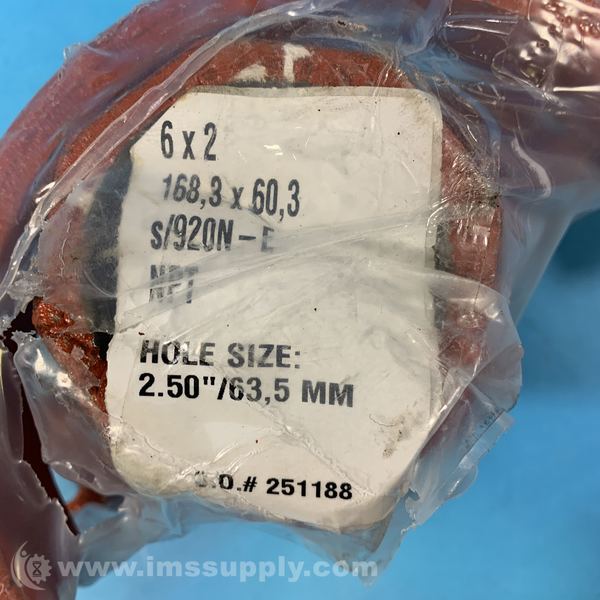 6 x 2
168,3 x 60,3
s/920N – E
NPT
HOLE SIZE:
2.50"/63,5 MM
.O.# 251188
www.imssupply.com